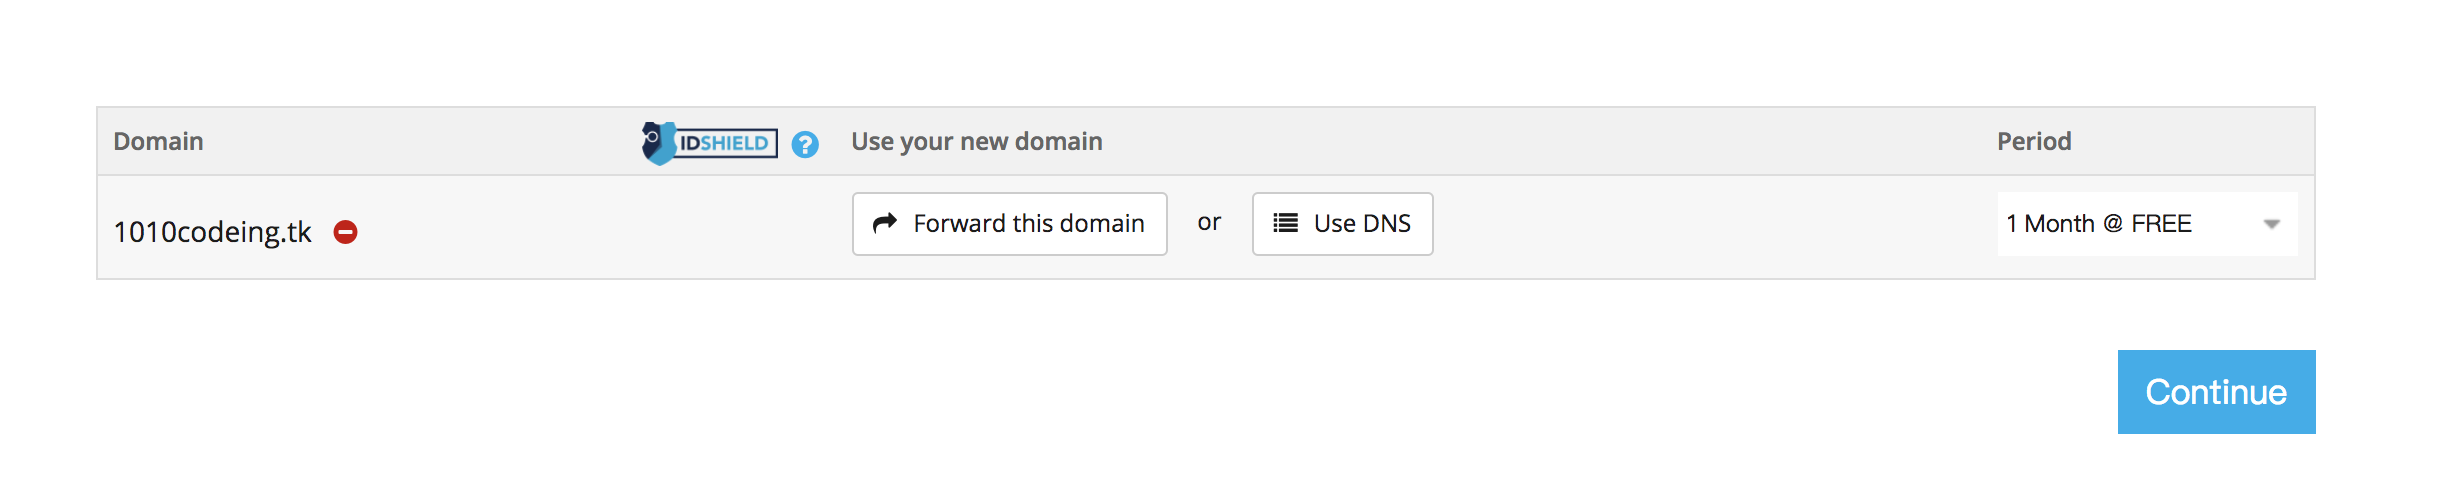 Domain IDSHIELD ? Use your new domain Period
1010codeing.tk Forward this domain or Use DNS 1 Month @ FREE
Continue